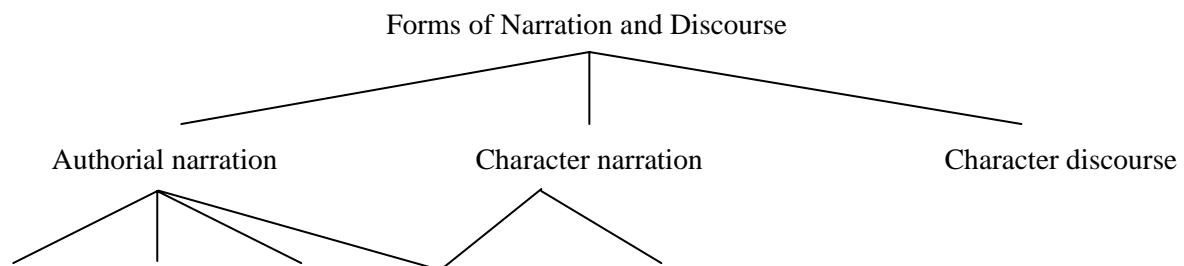 Forms of Narration and Discourse
Authorial narration Character narration Character discourse